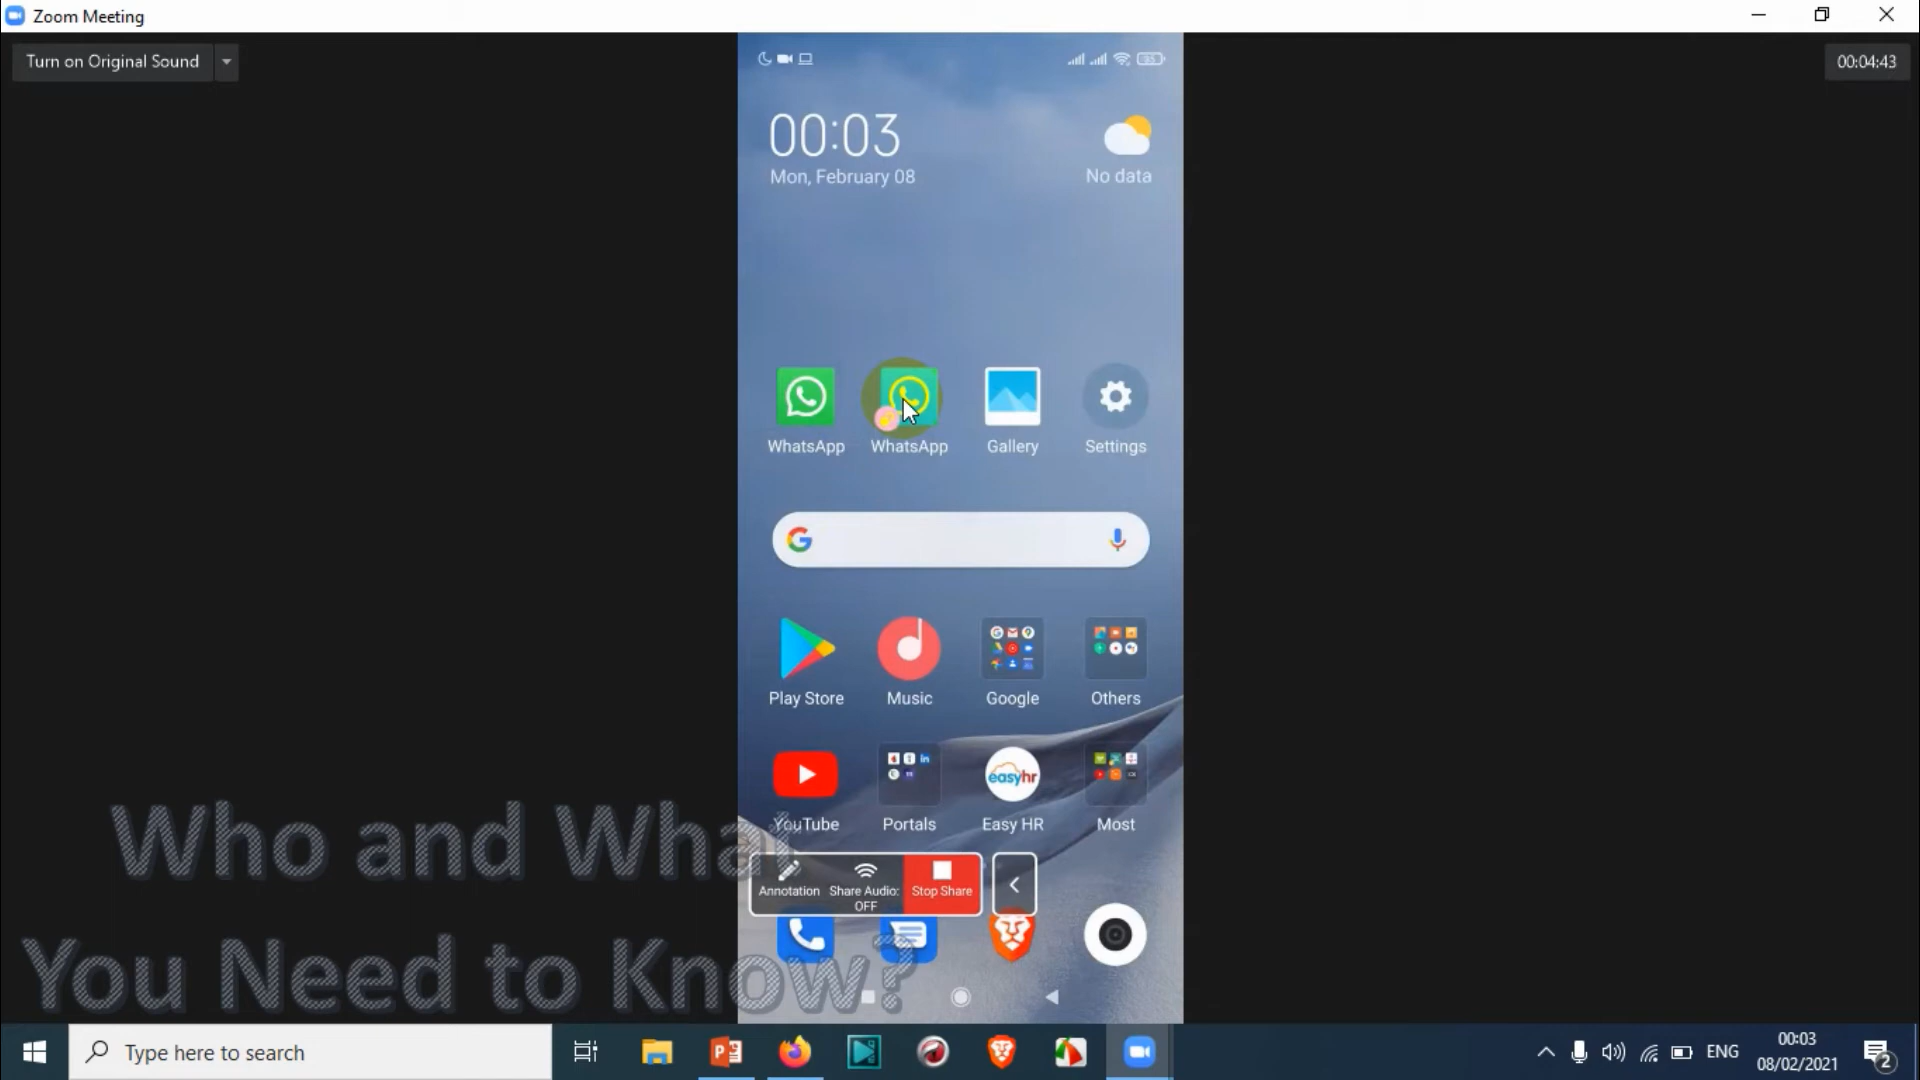 Zoom Meeting
Turn on Original Sound
00:04:43
00:03
Mon, February 08
No data
WhatsApp
WhatsApp
Gallery
Settings
Play Store
Music
Google
Others
easyhr
YouTube
Portals
Easy HR
Most
Annotation
Share Audio: OFF
Stop Share
Who and What
You Need to Know?
Type here to search
ENG
00:03
08/02/2021
2